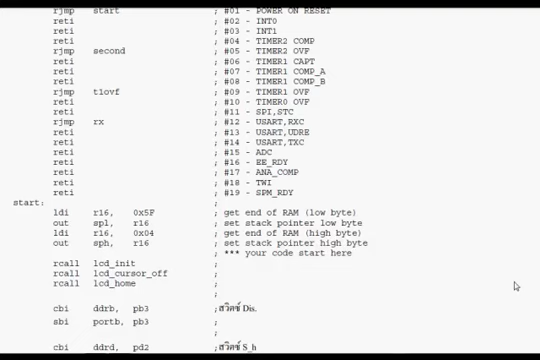 rjmp start ; #01 - POWER ON RESET
reti ; #02 - INT0
reti ; #03 - INT1
reti ; #04 - TIMER2 COMP
rjmp second ; #05 - TIMER2 OVF
reti ; #06 - TIMER1 CAPT
reti ; #07 - TIMER1 COMP_A
reti ; #08 - TIMER1 COMP_B
rjmp t1ovf ; #09 - TIMER1 OVF
reti ; #10 - TIMER0 OVF
reti ; #11 - SPI,STC
rjmp rx ; #12 - USART,RXC
reti ; #13 - USART,UDRE
reti ; #14 - USART,TXC
reti ; #15 - ADC
reti ; #16 - EE_RDY
reti ; #17 - ANA_COMP
reti ; #18 - TWI
reti ; #19 - SPM_RDY
start: ;
ldi r16, 0x5F ; get end of RAM (low byte)
out spl, r16 ; set stack pointer low byte
ldi r16, 0x04 ; get end of RAM (high byte)
out sph, r16 ; set stack pointer high byte
; *** your code start here
rcall lcd_init ;
rcall lcd_cursor_off ;
rcall lcd_home ;
;
cbi ddrb, pb3 ;สวิตซ์ Dis.
sbi portb, pb3 ;
;
cbi ddrd, pd2 ;สวิตซ์ S_h